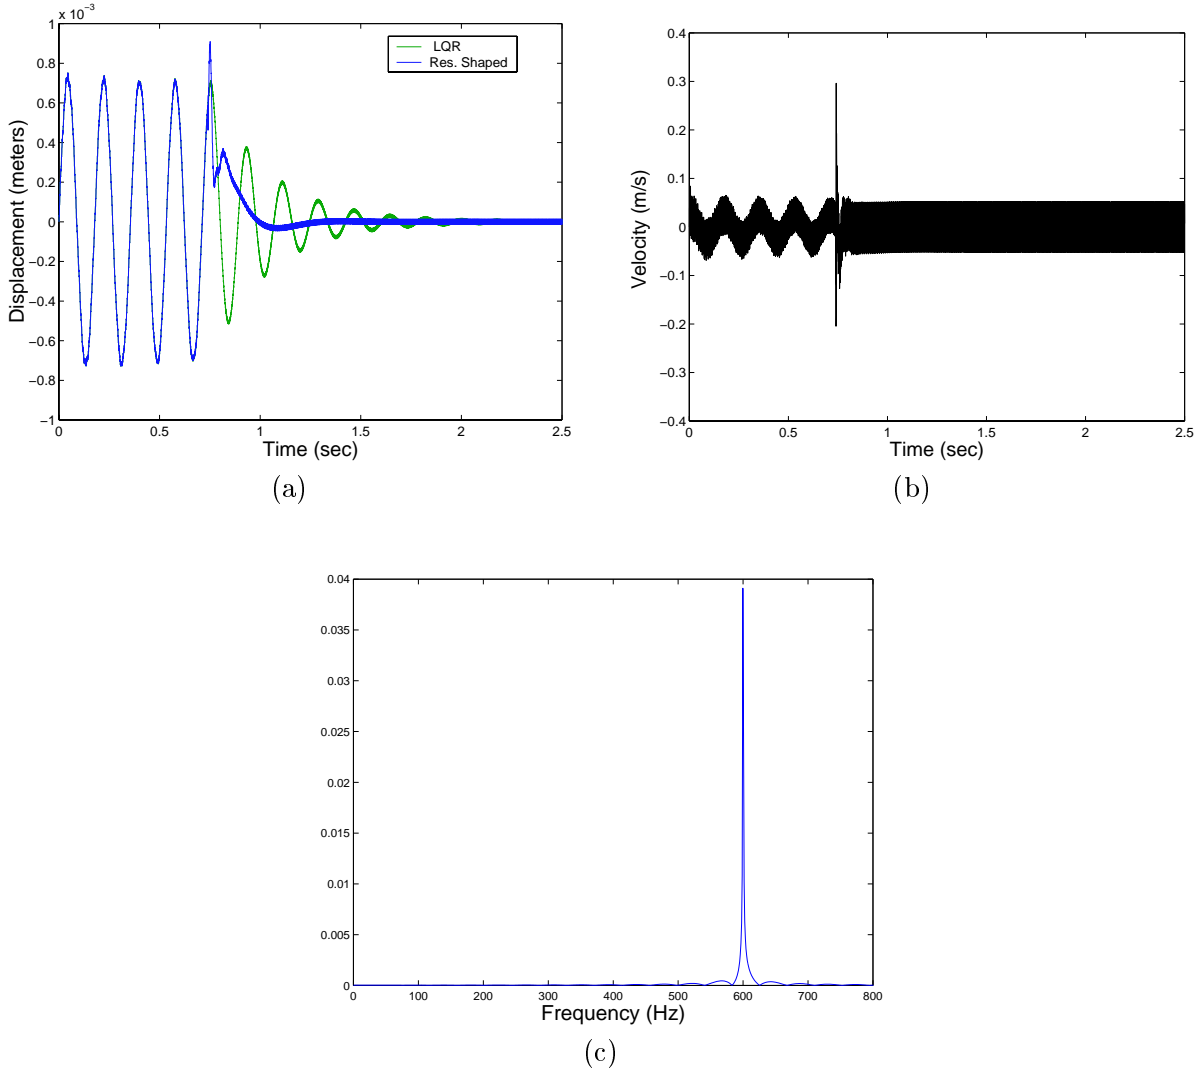 x 10⁻³
1
0.8
0.6
0.4
0.2
0
−0.2
−0.4
−0.6
−0.8
−1
Displacement (meters)
LQR
Res. Shaped
0 0.5 1 1.5 2 2.5
Time (sec)
(a)
0.4
0.3
0.2
0.1
0
−0.1
−0.2
−0.3
−0.4
Velocity (m/s)
0 0.5 1 1.5 2 2.5
Time (sec)
(b)
0.04
0.035
0.03
0.025
0.02
0.015
0.01
0.005
0
0 100 200 300 400 500 600 700 800
Frequency (Hz)
(c)